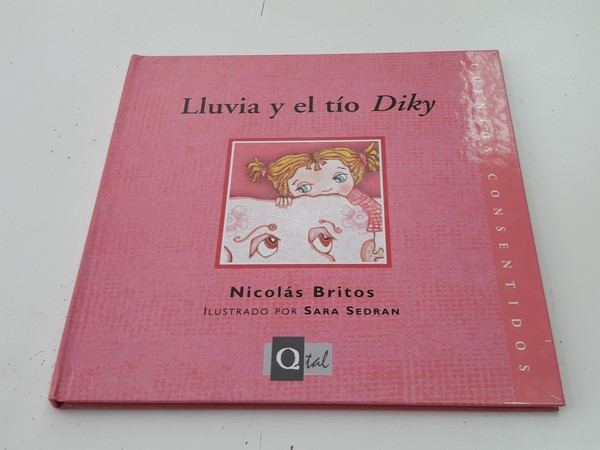 Lluvia y el tío Diky
Nicolás Britos
ILUSTRADO POR SARA SEDRAN
Qtal
CUENTOS CONSENTIDOS